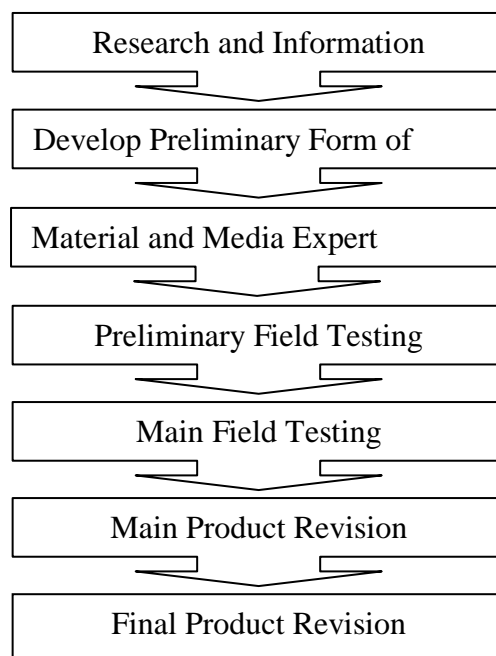 Research and Information
Develop Preliminary Form of
Material and Media Expert
Preliminary Field Testing
Main Field Testing
Main Product Revision
Final Product Revision